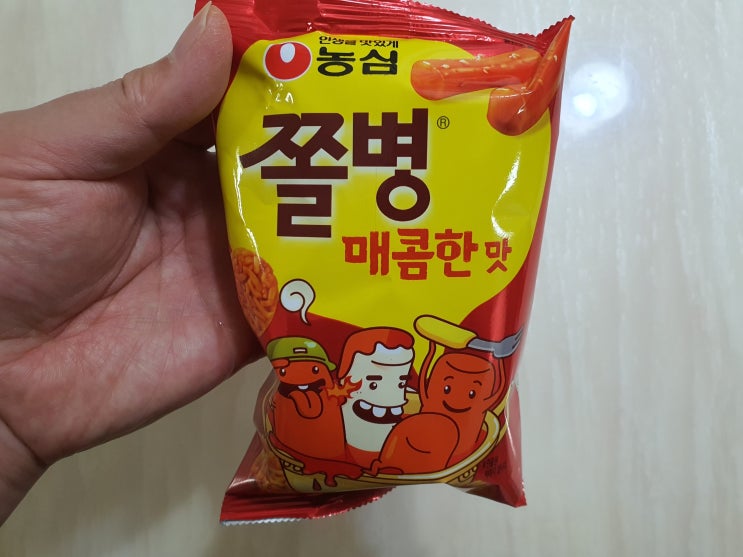 인생을 맛있게
농심
쫄병®
매콤한 맛